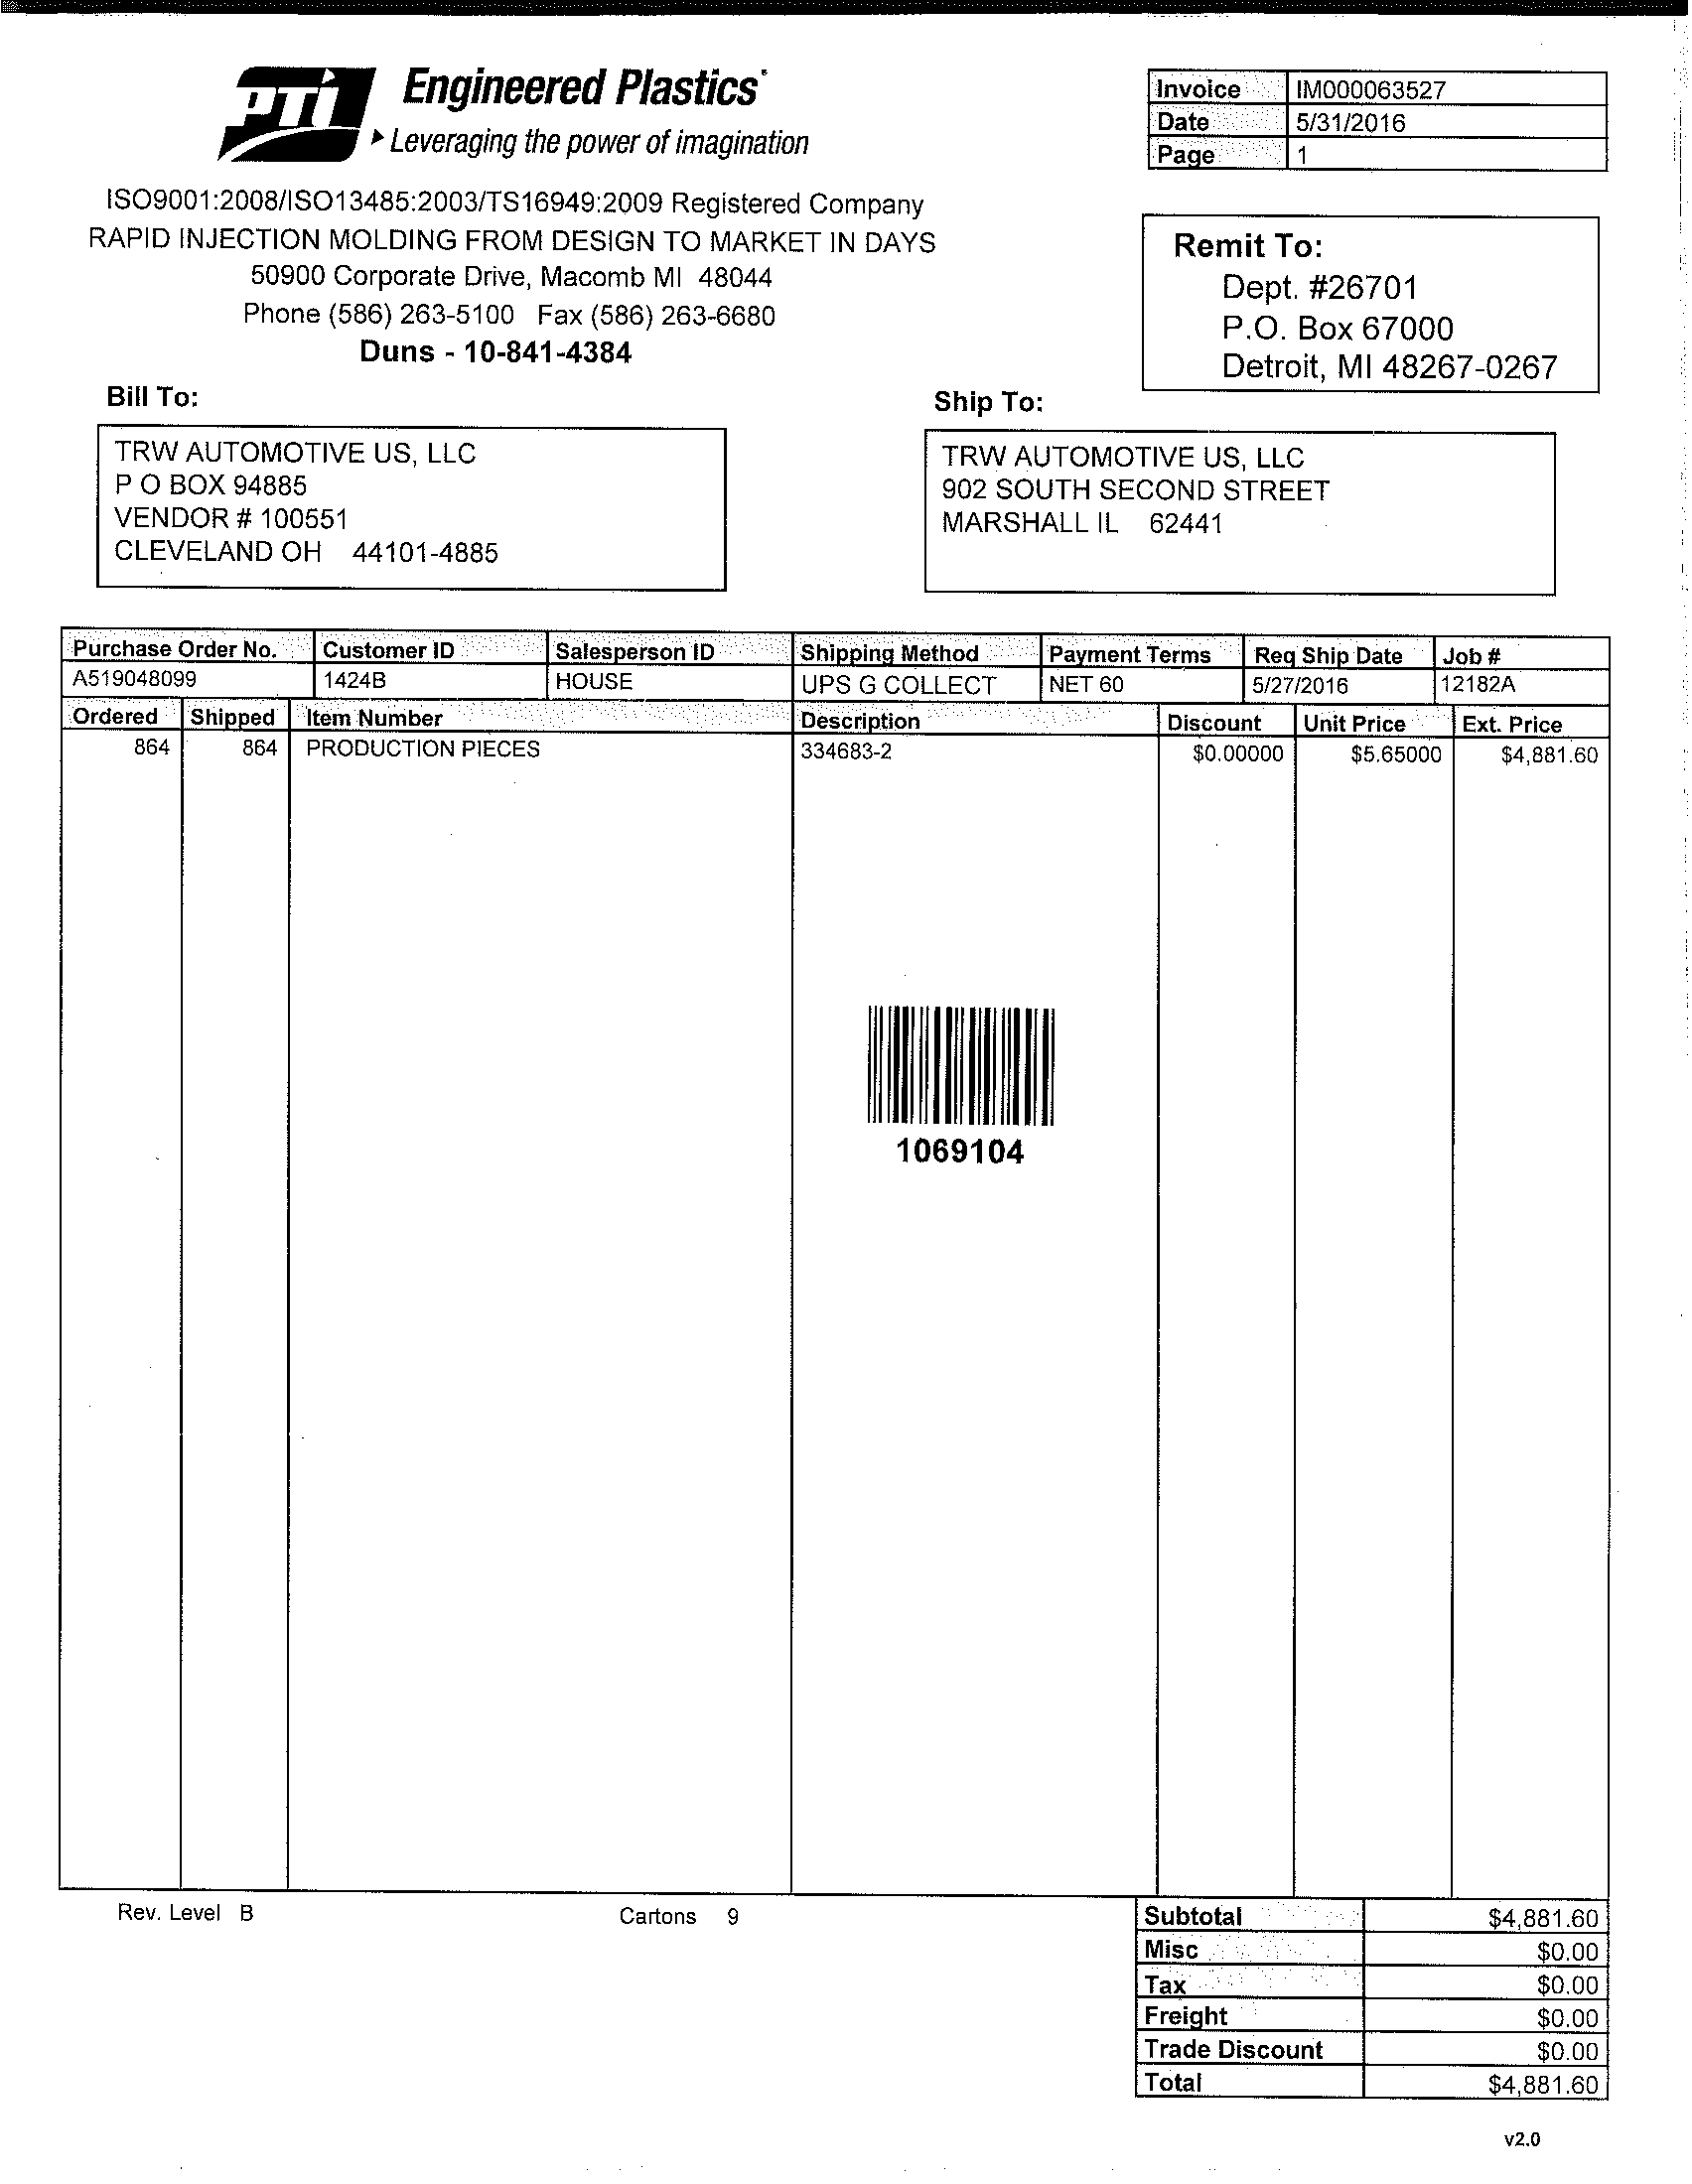 PTi Engineered Plastics
Leveraging the power of imagination
ISO9001:2008/ISO13485:2003/TS16949:2009 Registered Company
RAPID INJECTION MOLDING FROM DESIGN TO MARKET IN DAYS
50900 Corporate Drive, Macomb MI 48044
Phone (586) 263-5100 Fax (586) 263-6680
Duns - 10-841-4384
Invoice IM000063527
Date 5/31/2016
Page 1
Remit To:
Dept. #26701
P.O. Box 67000
Detroit, MI 48267-0267
Bill To:
TRW AUTOMOTIVE US, LLC
P O BOX 94885
VENDOR # 100551
CLEVELAND OH 44101-4885
Ship To:
TRW AUTOMOTIVE US, LLC
902 SOUTH SECOND STREET
MARSHALL IL 62441
Purchase Order No. Customer ID Salesperson ID Shipping Method Payment Terms Req Ship Date Job #
A519048099 1424B HOUSE UPS G COLLECT NET 60 5/27/2016 12182A
Ordered Shipped Item Number Description Discount Unit Price Ext. Price
864 864 PRODUCTION PIECES 334683-2 $0.00000 $5.65000 $4,881.60
1069104
Rev. Level B Cartons 9
Subtotal $4,881.60
Misc $0.00
Tax $0.00
Freight $0.00
Trade Discount $0.00
Total $4,881.60
v2.0